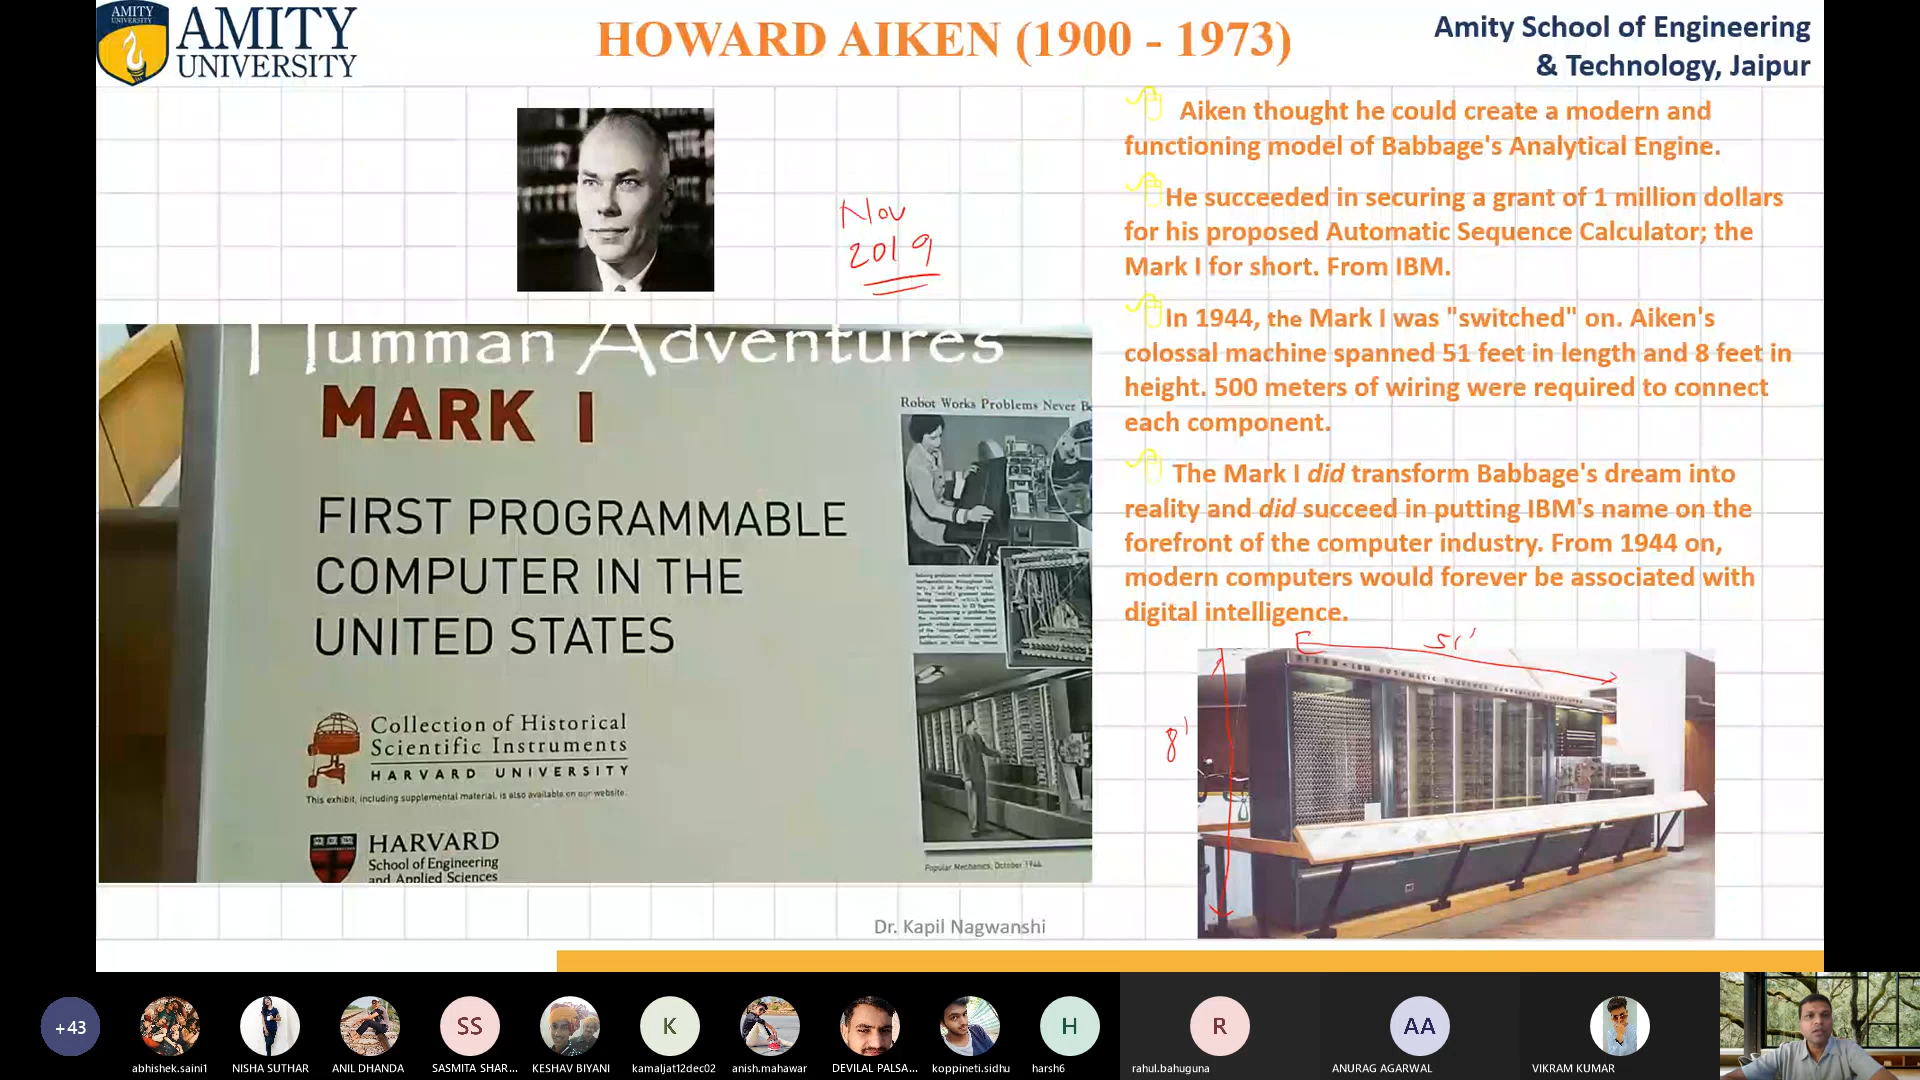 AMITY
UNIVERSITY
AMITY
UNIVERSITY
HOWARD AIKEN (1900 - 1973)
Amity School of Engineering
& Technology, Jaipur
Nov
2019
Aiken thought he could create a modern and
functioning model of Babbage's Analytical Engine.
He succeeded in securing a grant of 1 million dollars
for his proposed Automatic Sequence Calculator; the
Mark I for short. From IBM.
In 1944, the Mark I was "switched" on. Aiken's
colossal machine spanned 51 feet in length and 8 feet in
height. 500 meters of wiring were required to connect
each component.
The Mark I did transform Babbage's dream into
reality and did succeed in putting IBM's name on the
forefront of the computer industry. From 1944 on,
modern computers would forever be associated with
digital intelligence.
Humman Adventures
MARK I
FIRST PROGRAMMABLE
COMPUTER IN THE
UNITED STATES
Collection of Historical
Scientific Instruments
HARVARD UNIVERSITY
This exhibit, including supplemental material, is also available on our website.
HARVARD
School of Engineering
and Applied Sciences
Robot Works Problems Never
Popular Mechanics, October 1944
51'
8'
Dr. Kapil Nagwanshi
+43
abhishek.saini1
NISHA SUTHAR
ANIL DHANDA
SS
SASMITA SHAR...
KESHAV BIYANI
K
kamaljat12dec02
anish.mahawar
DEVILAL PALSA...
koppineti.sidhu
H
harsh6
R
rahul.bahuguna
AA
ANURAG AGARWAL
VIKRAM KUMAR